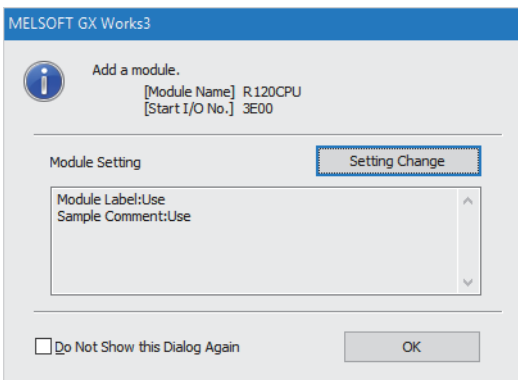 MELSOFT GX Works3
Add a module.
[Module Name] R120CPU
[Start I/O No.] 3E00
Module Setting
Setting Change
Module Label:Use
Sample Comment:Use
Do Not Show this Dialog Again
OK